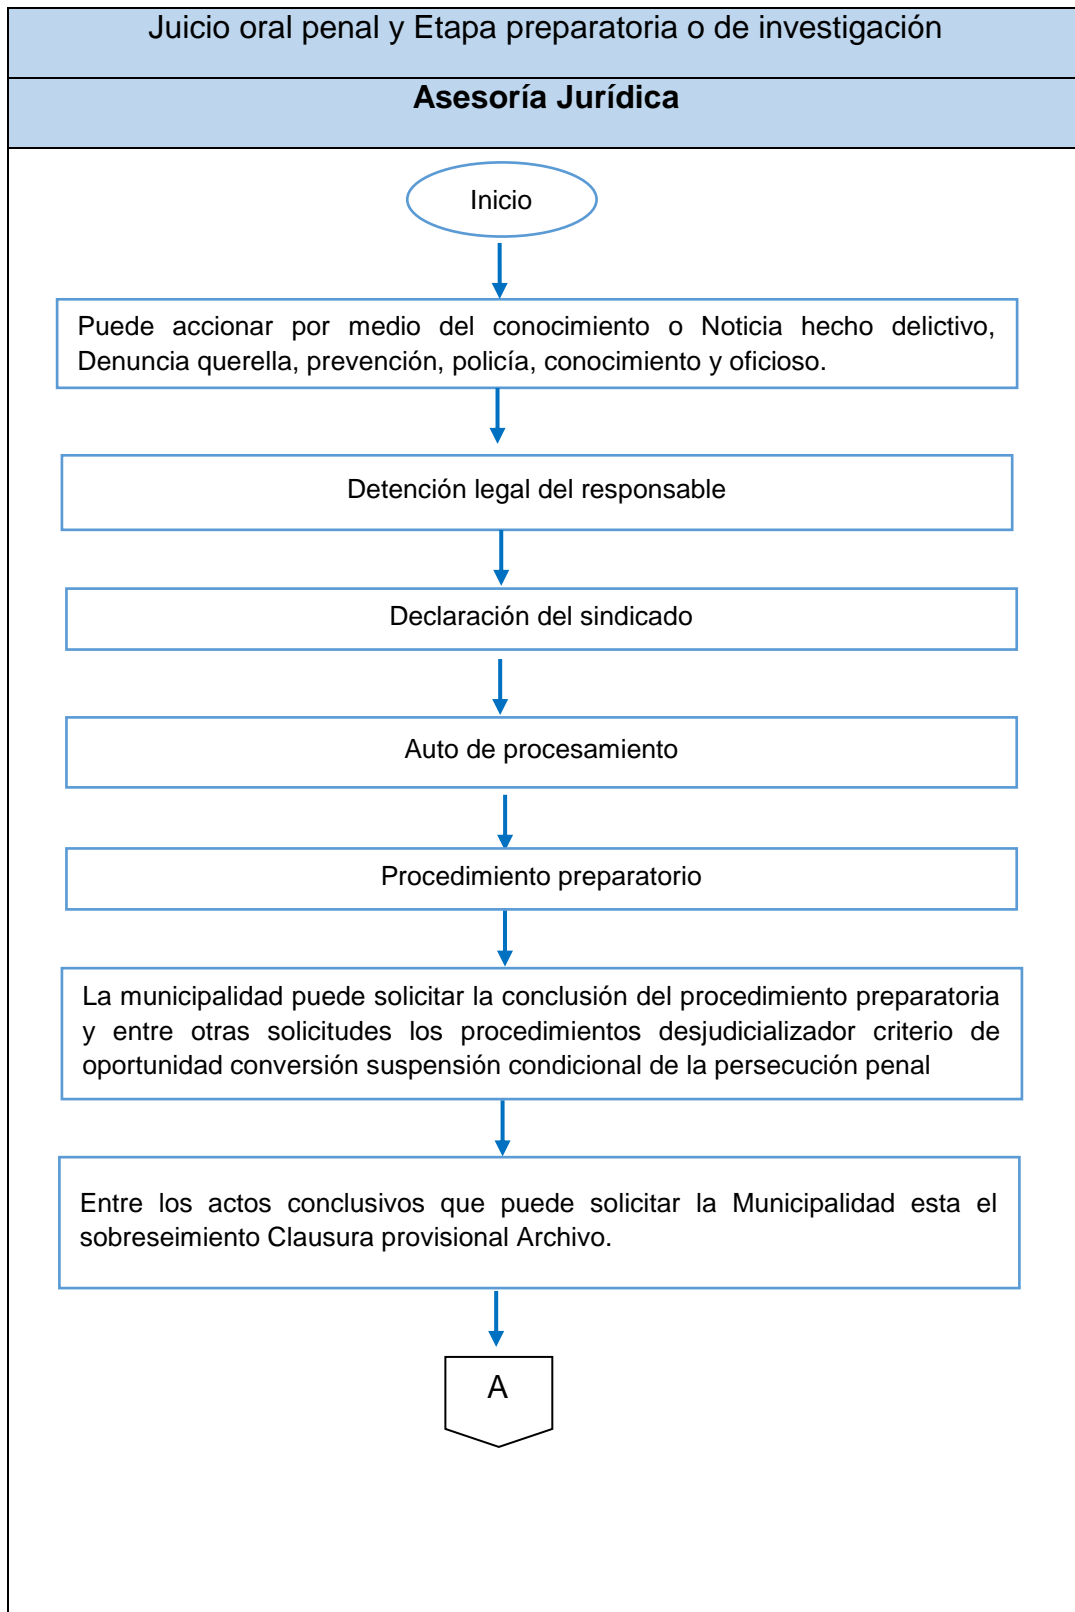 Juicio oral penal y Etapa preparatoria o de investigación
Asesoría Jurídica
Inicio
Puede accionar por medio del conocimiento o Noticia hecho delictivo,
Denuncia querella, prevención, policía, conocimiento y oficioso.
Detención legal del responsable
Declaración del sindicado
Auto de procesamiento
Procedimiento preparatorio
La municipalidad puede solicitar la conclusión del procedimiento preparatoria
y entre otras solicitudes los procedimientos desjudicializador criterio de
oportunidad conversión suspensión condicional de la persecución penal
Entre los actos conclusivos que puede solicitar la Municipalidad esta el
sobreseimiento Clausura provisional Archivo.
A